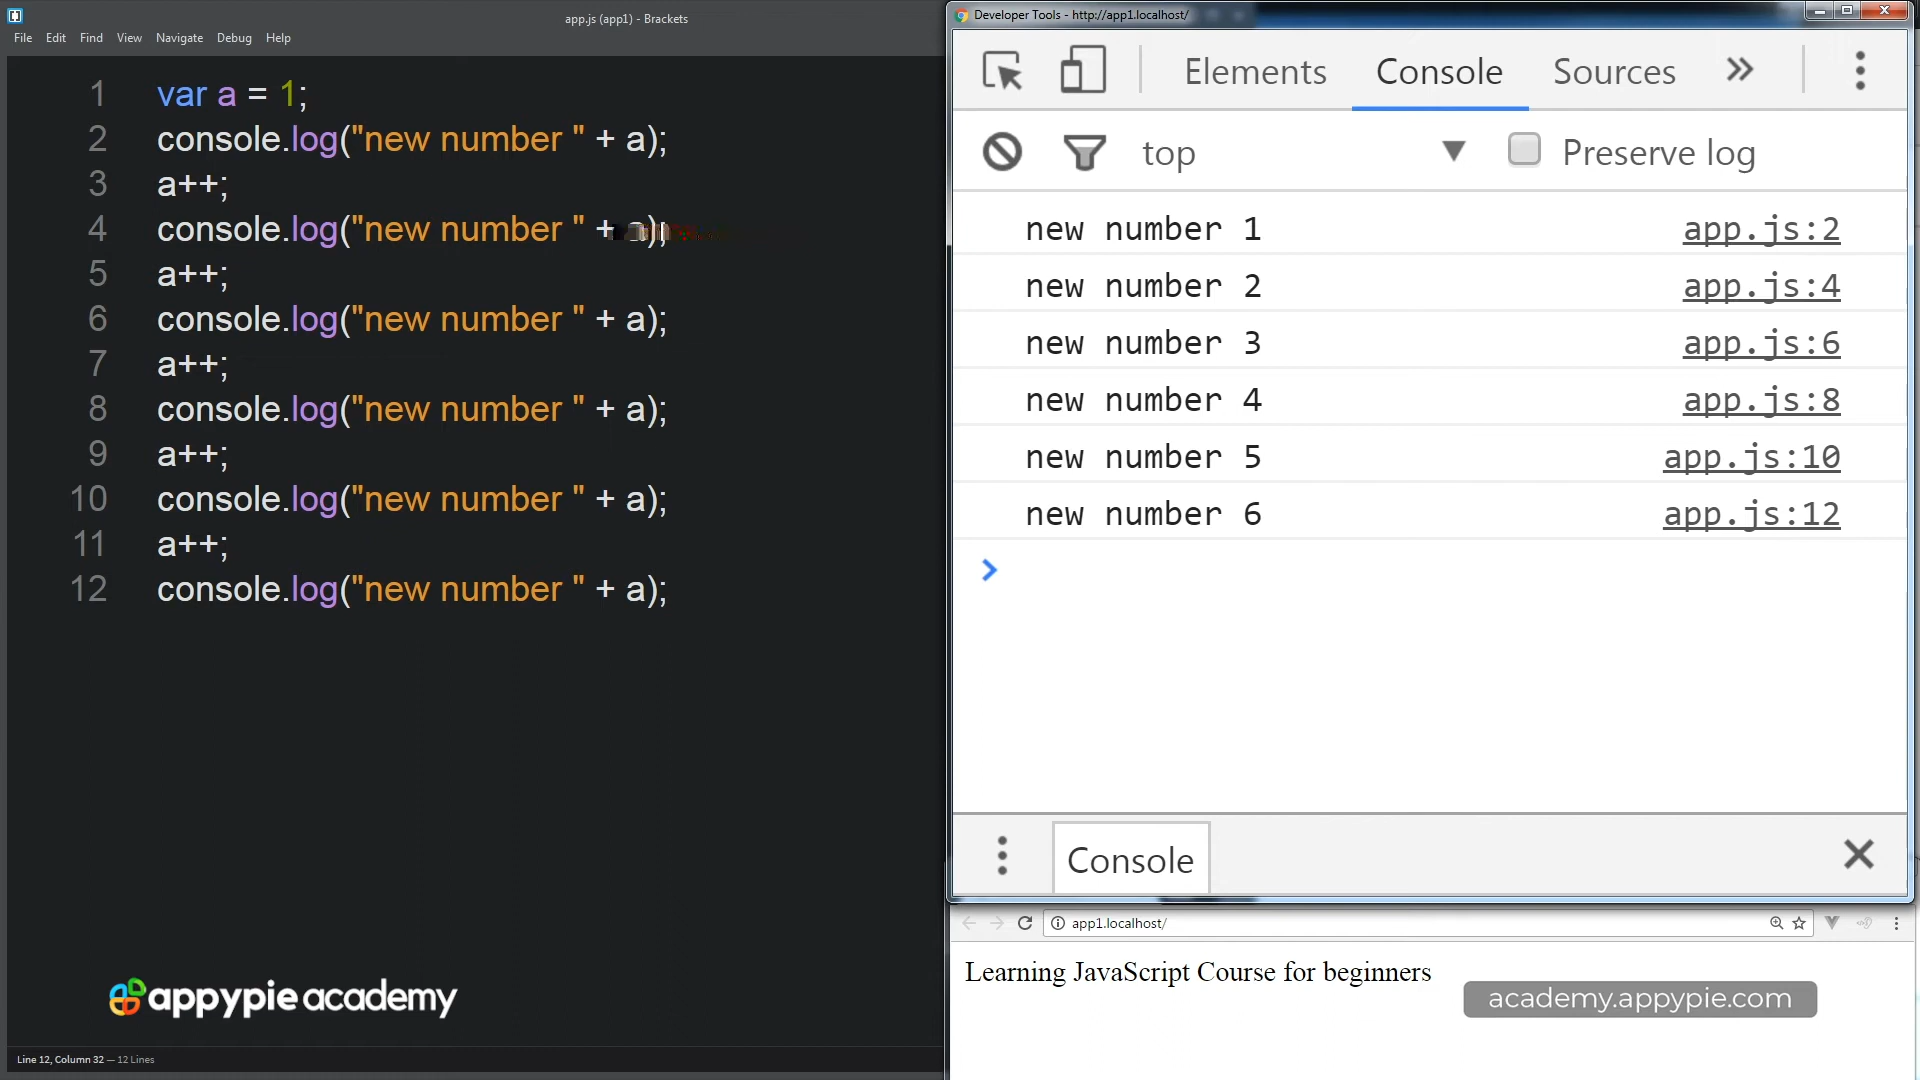 app.js (app1) - Brackets
File Edit Find View Navigate Debug Help
1 var a = 1;
2 console.log("new number " + a);
3 a++;
4 console.log("new number " + a);
5 a++;
6 console.log("new number " + a);
7 a++;
8 console.log("new number " + a);
9 a++;
10 console.log("new number " + a);
11 a++;
12 console.log("new number " + a);
appypie academy
Line 12, Column 32 — 12 Lines
Developer Tools - http://app1.localhost/
Elements Console Sources
top Preserve log
new number 1 app.js:2
new number 2 app.js:4
new number 3 app.js:6
new number 4 app.js:8
new number 5 app.js:10
new number 6 app.js:12
Console
app1.localhost/
Learning JavaScript Course for beginners
academy.appypie.com